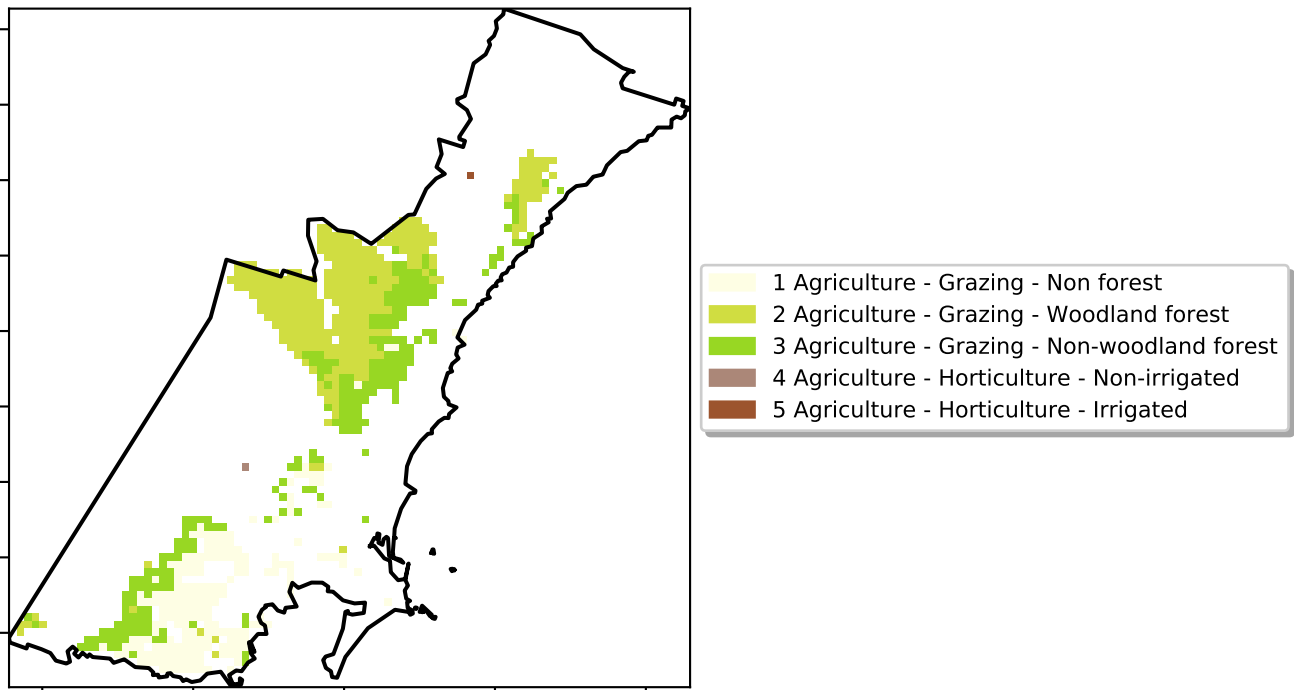 1 Agriculture - Grazing - Non forest
2 Agriculture - Grazing - Woodland forest
3 Agriculture - Grazing - Non-woodland forest
4 Agriculture - Horticulture - Non-irrigated
5 Agriculture - Horticulture - Irrigated